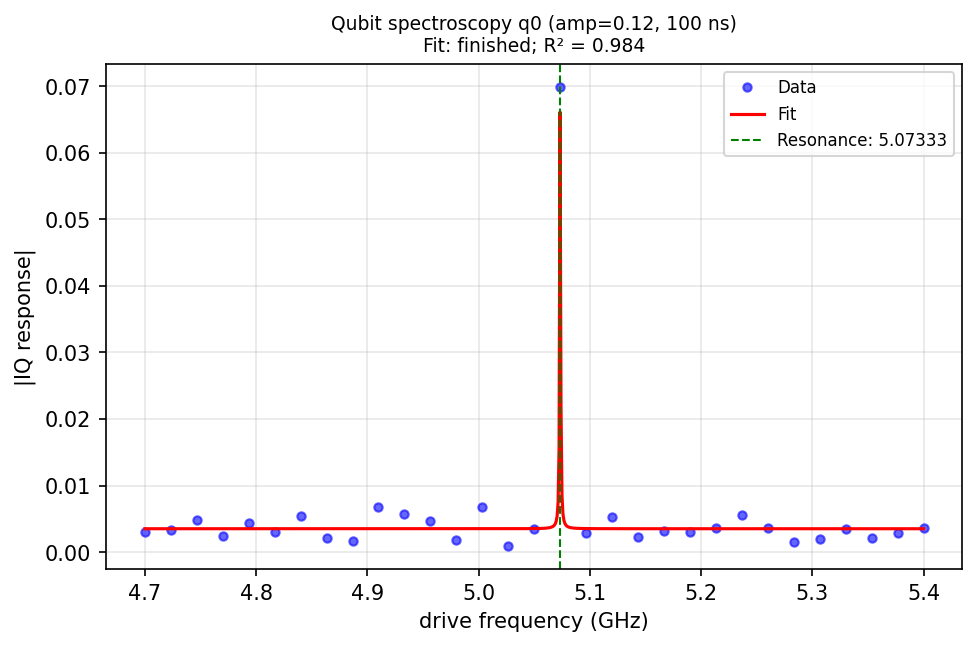 Qubit spectroscopy q0 (amp=0.12, 100 ns)
Fit: finished; R² = 0.984
|IQ response|
0.07
0.06
0.05
0.04
0.03
0.02
0.01
0.00
Data
Fit
Resonance: 5.07333
4.7 4.8 4.9 5.0 5.1 5.2 5.3 5.4
drive frequency (GHz)